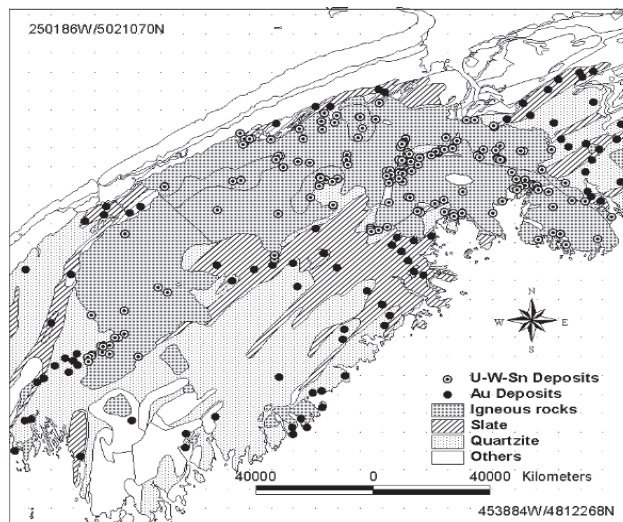 250186W/5021070N
N
W E
S
U-W-Sn Deposits
Au Deposits
Igneous rocks
Slate
Quartzite
Others
40000 0 40000 Kilometers
453884W/4812268N